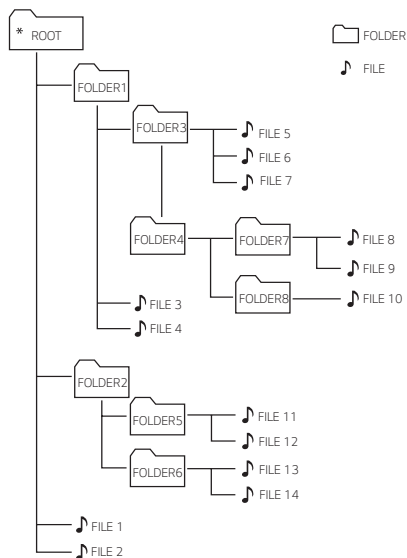 * ROOT
FOLDER
FILE
FOLDER1
FOLDER3
FILE 5
FILE 6
FILE 7
FOLDER4
FOLDER7
FILE 8
FILE 9
FOLDER8
FILE 10
FILE 3
FILE 4
FOLDER2
FOLDER5
FILE 11
FILE 12
FOLDER6
FILE 13
FILE 14
FILE 1
FILE 2